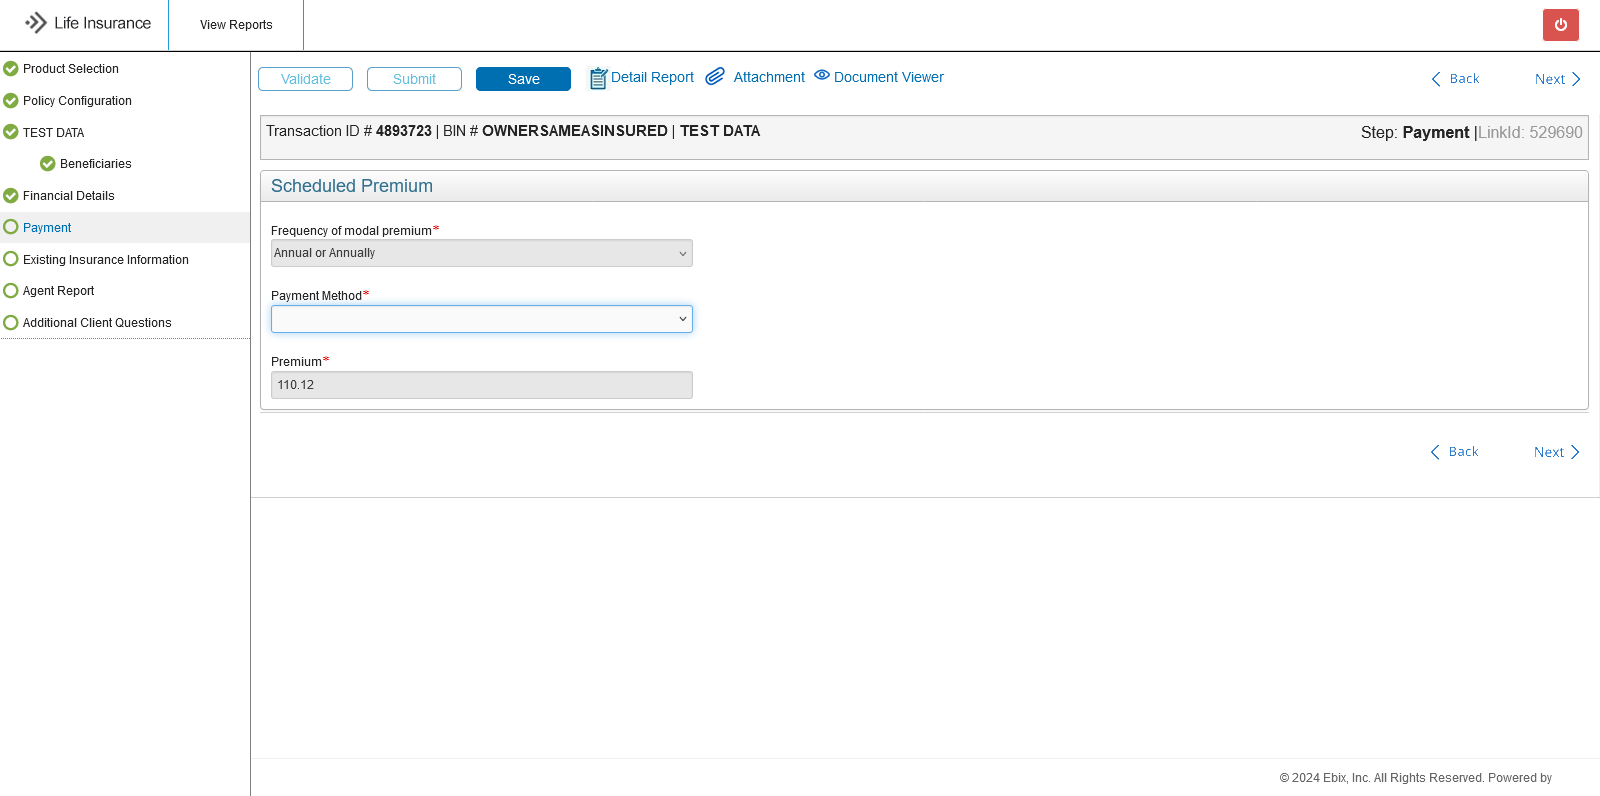 Life Insurance
View Reports
Product Selection
Policy Configuration
TEST DATA
Beneficiaries
Financial Details
Payment
Existing Insurance Information
Agent Report
Additional Client Questions
Validate
Submit
Save
Detail Report
Attachment
Document Viewer
Back
Next
Transaction ID # 4893723 | BIN # OWNERSAMEASINSURED | TEST DATA
Step: Payment |LinkId: 529690
Scheduled Premium
Frequency of modal premium*
Annual or Annually
Payment Method*
Premium*
110.12
Back
Next
© 2024 Ebix, Inc. All Rights Reserved. Powered by